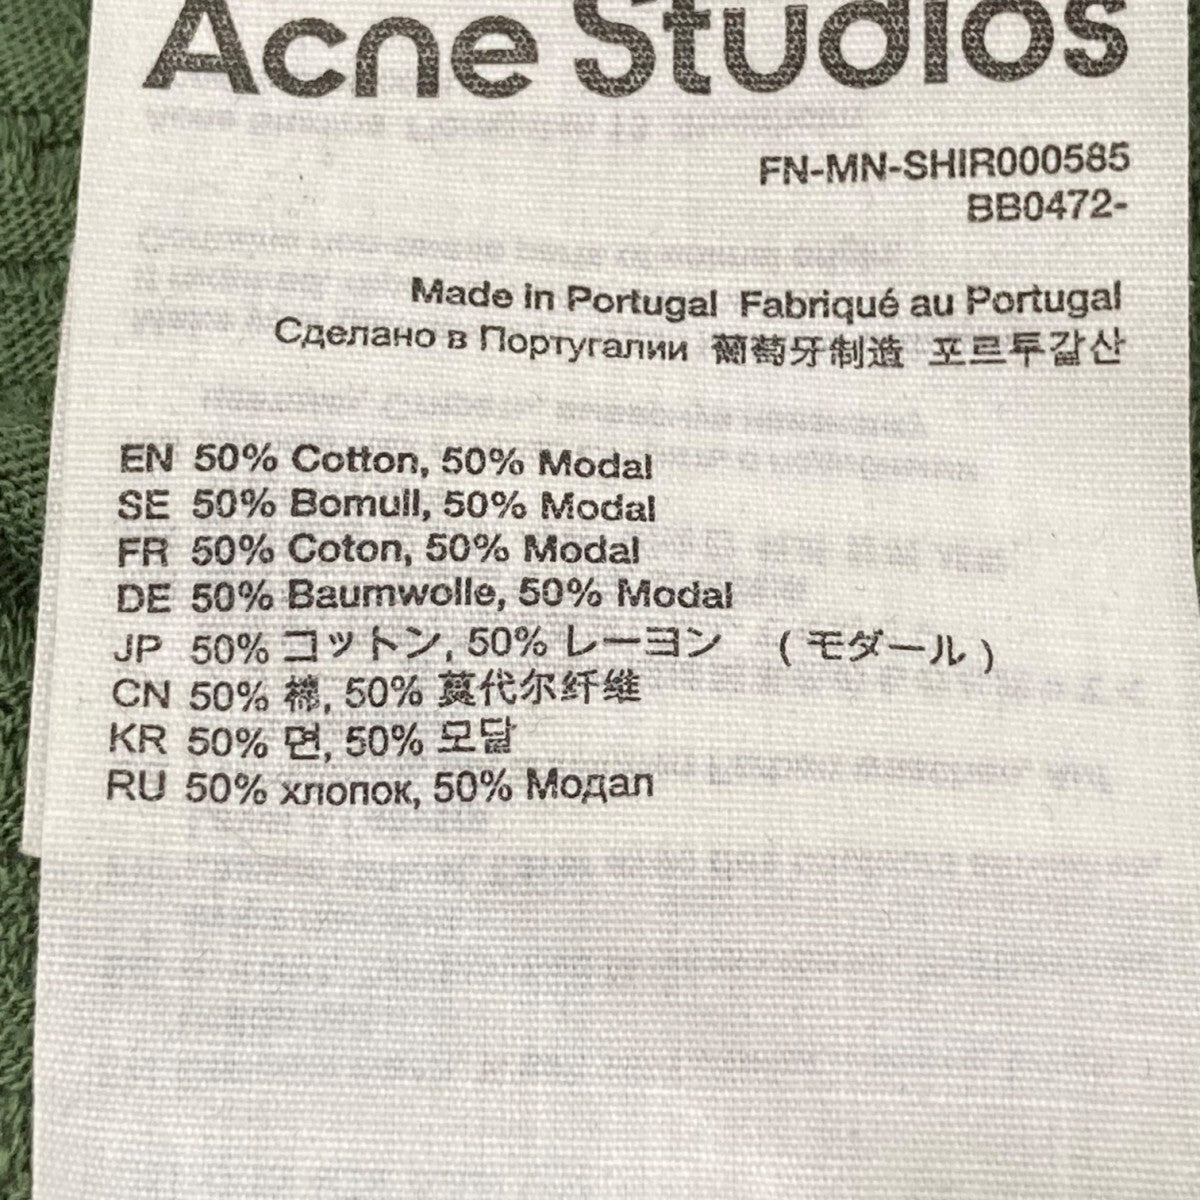 Acne Studios
FN-MN-SHIR000585
BB0472-
Made in Portugal Fabriqué au Portugal
Сделано в Португалии 葡萄牙制造 포르투갈산
EN 50% Cotton, 50% Modal
SE 50% Bomull, 50% Modal
FR 50% Coton, 50% Modal
DE 50% Baumwolle, 50% Modal
JP 50% コットン, 50% レーヨン (モダール)
CN 50% 棉, 50% 莫代尔纤维
KR 50% 면, 50% 모달
RU 50% хлопок, 50% Модал